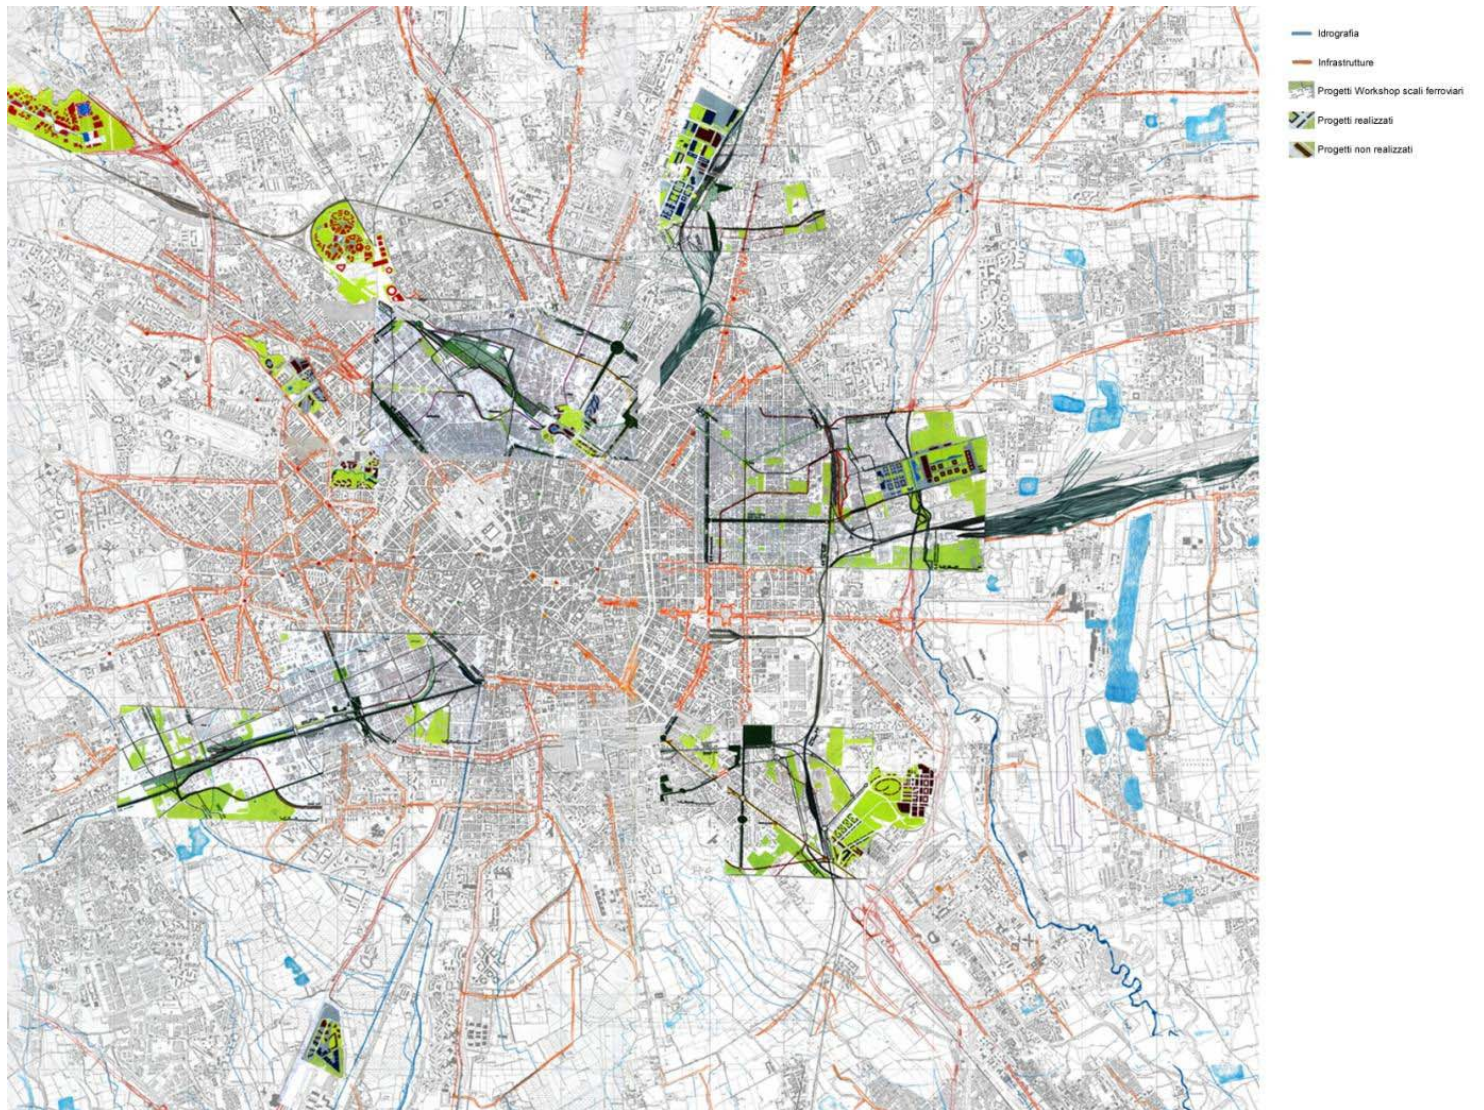 Idrografia
Infrastrutture
Progetti Workshop scali ferroviari
Progetti realizzati
Progetti non realizzati